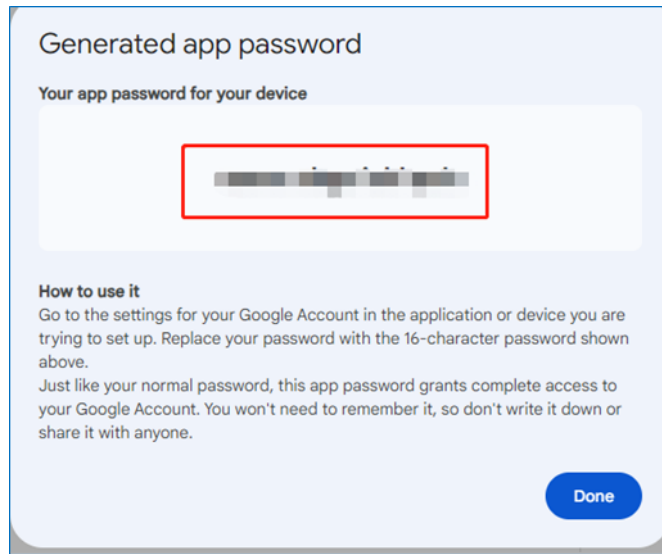 Generated app password
Your app password for your device
How to use it
Go to the settings for your Google Account in the application or device you are
trying to set up. Replace your password with the 16-character password shown
above.
Just like your normal password, this app password grants complete access to
your Google Account. You won't need to remember it, so don't write it down or
share it with anyone.
Done